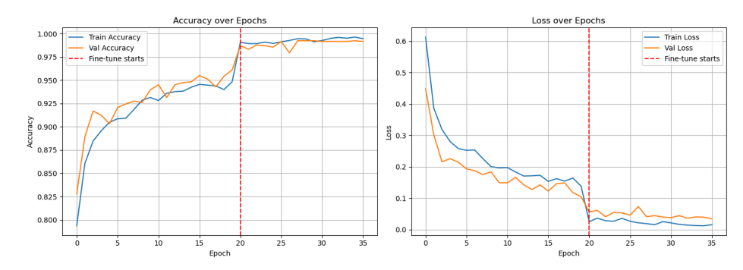 Accuracy over Epochs
1.000
0.975
0.950
0.925
0.900
0.875
0.850
0.825
0.800
Accuracy
Train Accuracy
Val Accuracy
Fine-tune starts
0 5 10 15 20 25 30 35
Epoch
Loss over Epochs
0.6
0.5
0.4
0.3
0.2
0.1
0.0
Loss
Train Loss
Val Loss
Fine-tune starts
0 5 10 15 20 25 30 35
Epoch